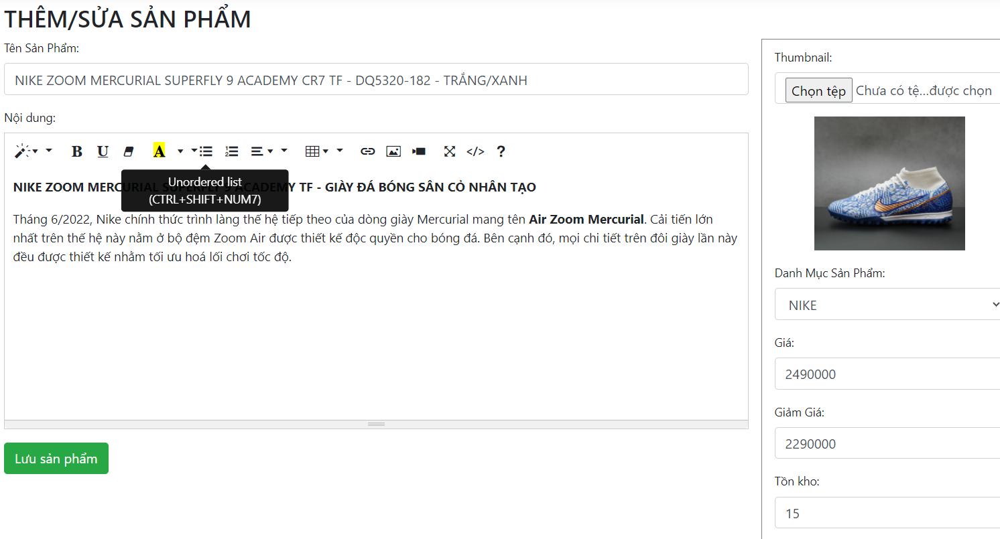 THÊM/SỬA SẢN PHẨM
Tên Sản Phẩm:
NIKE ZOOM MERCURIAL SUPERFLY 9 ACADEMY CR7 TF - DQ5320-182 - TRẮNG/XANH
Nội dung:
B U A </> ?
Unordered list
(CTRL+SHIFT+NUM7)
NIKE ZOOM MERCURIAL SUPERFLY 9 ACADEMY TF - GIÀY ĐÁ BÓNG SÂN CỎ NHÂN TẠO
Tháng 6/2022, Nike chính thức trình làng thế hệ tiếp theo của dòng giày Mercurial mang tên Air Zoom Mercurial. Cải tiến lớn
nhất trên thế hệ này nằm ở bộ đệm Zoom Air được thiết kế độc quyền cho bóng đá. Bên cạnh đó, mọi chi tiết trên đôi giày lần này
đều được thiết kế nhằm tối ưu hoá lối chơi tốc độ.
Lưu sản phẩm
Thumbnail:
Chọn tệp Chưa có tệ...được chọn
Danh Mục Sản Phẩm:
NIKE
Giá:
2490000
Giảm Giá:
2290000
Tồn kho:
15